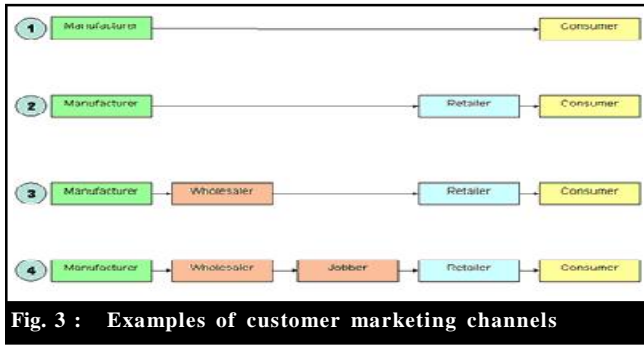 1 Manufacturer Consumer
2 Manufacturer Retailer Consumer
3 Manufacturer Wholesaler Retailer Consumer
4 Manufacturer Wholesaler Jobber Retailer Consumer
Fig. 3 : Examples of customer marketing channels